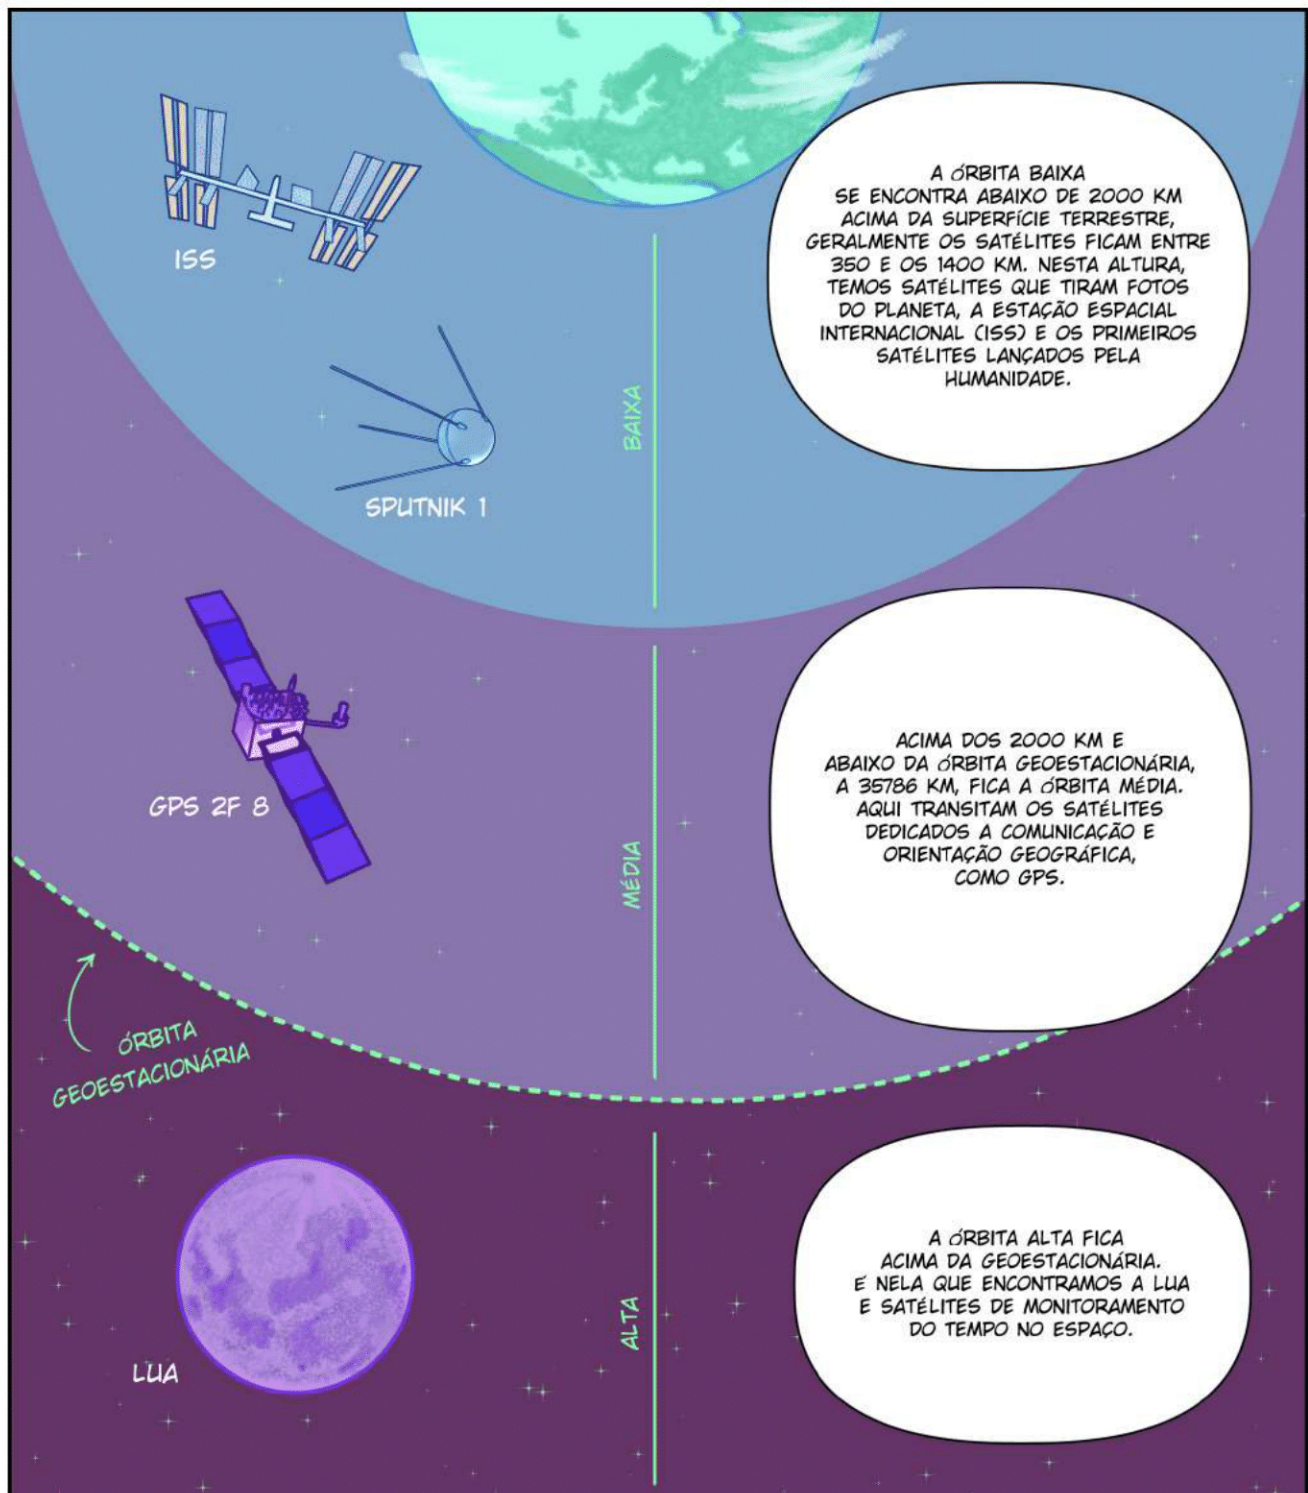 A ÓRBITA BAIXA
SE ENCONTRA ABAIXO DE 2000 KM
ACIMA DA SUPERFÍCIE TERRESTRE,
GERALMENTE OS SATÉLITES FICAM ENTRE
350 E OS 1400 KM. NESTA ALTURA,
TEMOS SATÉLITES QUE TIRAM FOTOS
DO PLANETA, A ESTAÇÃO ESPACIAL
INTERNACIONAL (ISS) E OS PRIMEIROS
SATÉLITES LANÇADOS PELA
HUMANIDADE.
ISS
BAIXA
SPUTNIK 1
ACIMA DOS 2000 KM E
ABAIXO DA ÓRBITA GEOESTACIONÁRIA,
A 35786 KM, FICA A ÓRBITA MÉDIA.
AQUI TRANSITAM OS SATÉLITES
DEDICADOS A COMUNICAÇÃO E
ORIENTAÇÃO GEOGRÁFICA,
COMO GPS.
GPS 2F 8
MÉDIA
ÓRBITA
GEOESTACIONÁRIA
A ÓRBITA ALTA FICA
ACIMA DA GEOESTACIONÁRIA.
É NELA QUE ENCONTRAMOS A LUA
E SATÉLITES DE MONITORAMENTO
DO TEMPO NO ESPAÇO.
ALTA
LUA